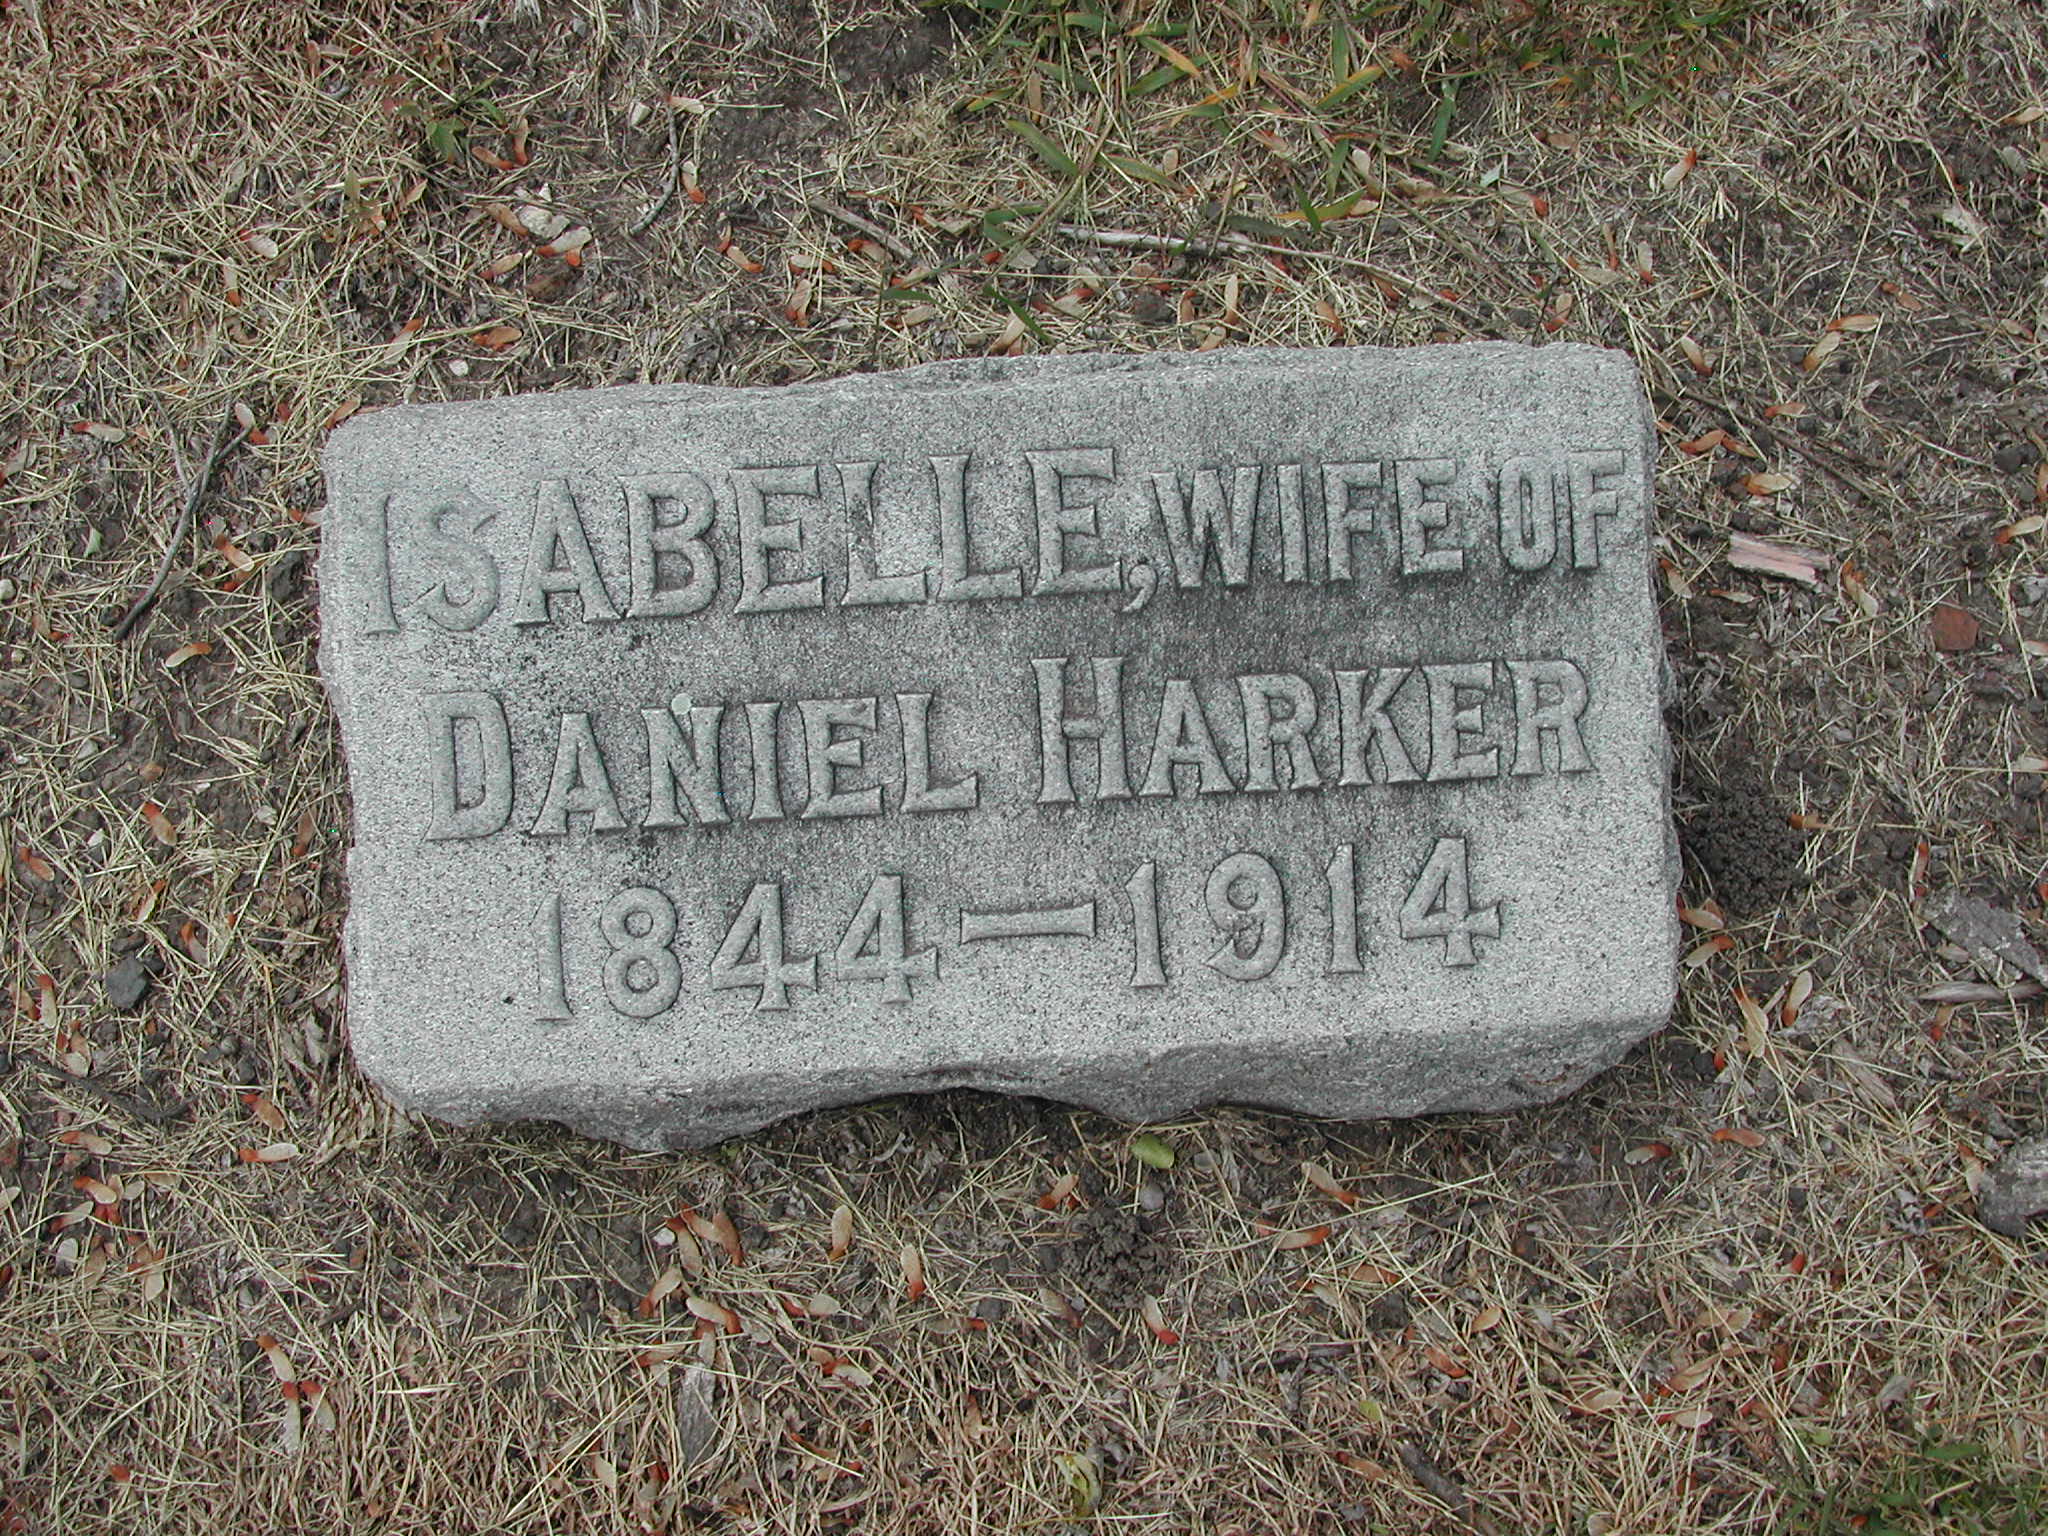 ISABELLE, WIFE OF
DANIEL HARKER
1844–1914